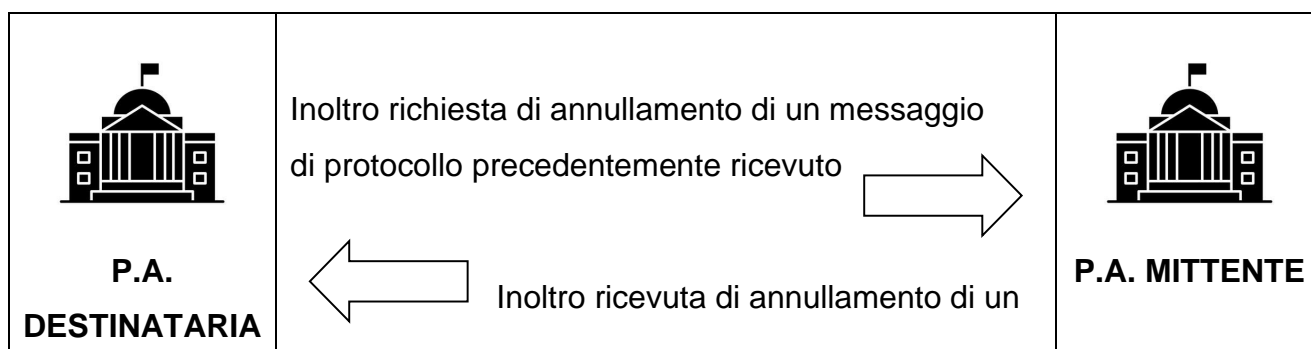 Inoltro richiesta di annullamento di un messaggio
di protocollo precedentemente ricevuto
P.A.
DESTINATARIA
Inoltro ricevuta di annullamento di un
P.A. MITTENTE